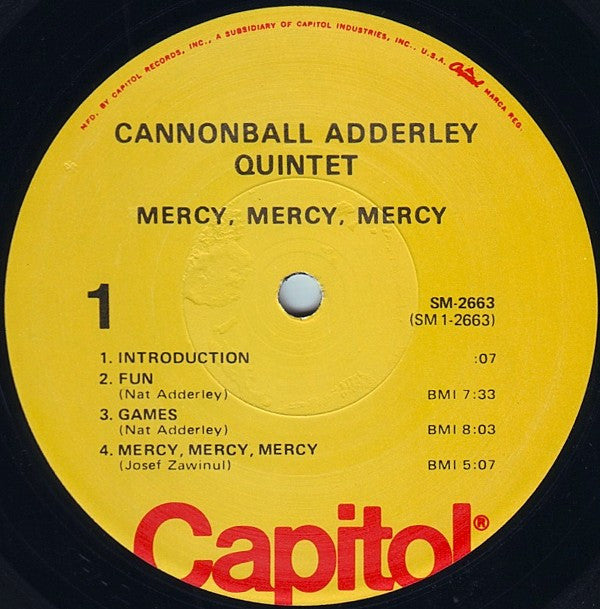 MFD. BY CAPITOL RECORDS, INC., A SUBSIDIARY OF CAPITOL INDUSTRIES, INC., U.S.A. Capitol MARCA REG.
CANNONBALL ADDERLEY
QUINTET
MERCY, MERCY, MERCY
1
SM-2663
(SM 1-2663)
1. INTRODUCTION :07
2. FUN
(Nat Adderley) BMI 7:33
3. GAMES
(Nat Adderley) BMI 8:03
4. MERCY, MERCY, MERCY
(Josef Zawinul) BMI 5:07
Capitol®